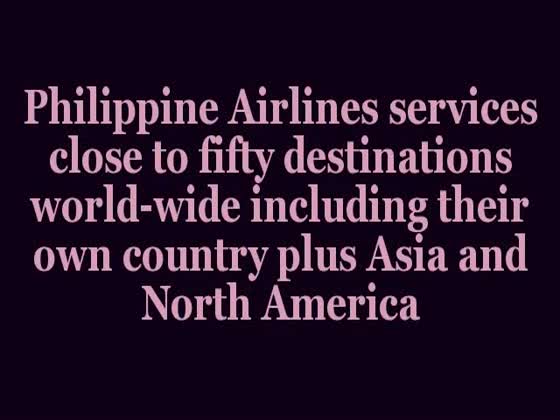 Philippine Airlines services
close to fifty destinations
world-wide including their
own country plus Asia and
North America